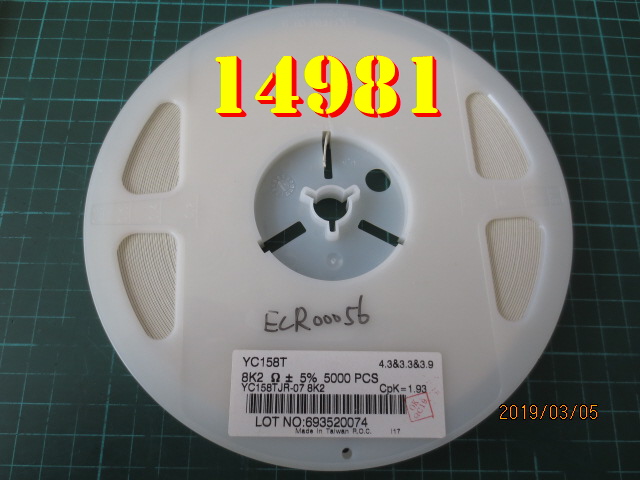 14981
ECR00056
YC158T 4.3&3.3&3.9
8K2 Ω ± 5% 5000 PCS
YC158TJR-07 8K2 CpK=1.93
LOT NO:693520074
Made In Taiwan R.O.C. I17
2019/03/05